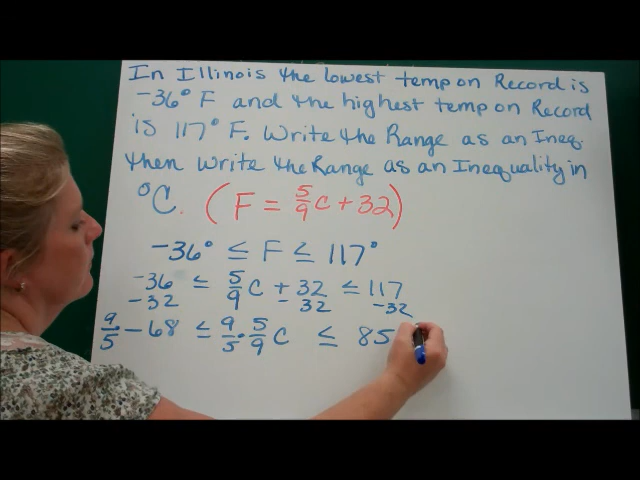 In Illinois the lowest temp on Record is
-36° F and the highest temp on Record
is 117° F. Write the Range as an Ineq.
then write the Range as an Inequality in
°C. (F = 5/9 C + 32)
-36° ≤ F ≤ 117°
-36 ≤ 5/9 C + 32 ≤ 117
-32 - 32 -32
9/5 -68 ≤ 9/5 · 5/9 C ≤ 85